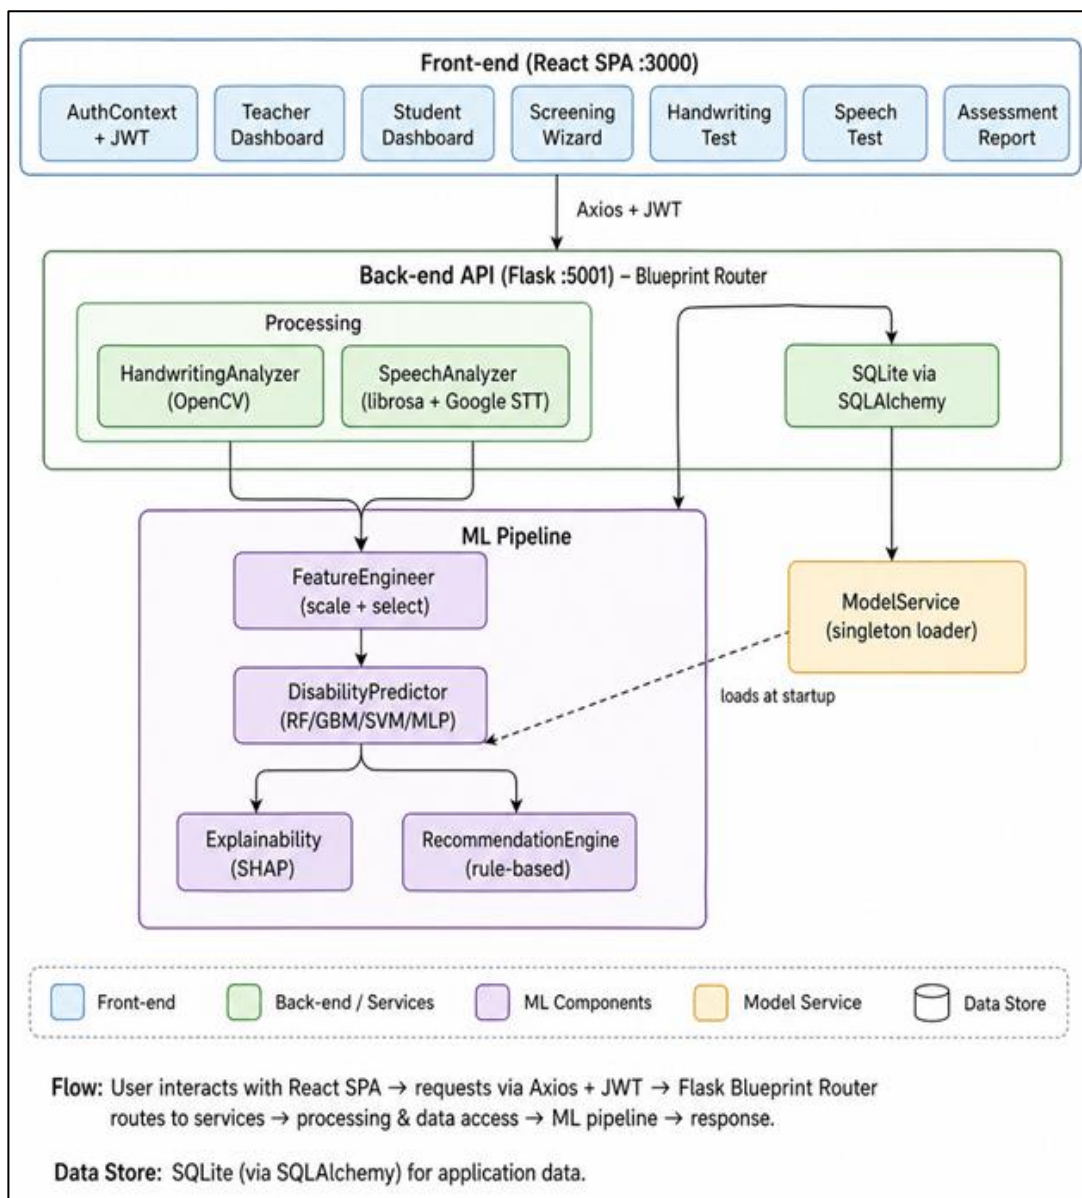 Front-end (React SPA :3000)
AuthContext
+ JWT
Teacher
Dashboard
Student
Dashboard
Screening
Wizard
Handwriting
Test
Speech
Test
Assessment
Report
Axios + JWT
Back-end API (Flask :5001) – Blueprint Router
Processing
HandwritingAnalyzer
(OpenCV)
SpeechAnalyzer
(librosa + Google STT)
SQLite via
SQLAlchemy
ML Pipeline
FeatureEngineer
(scale + select)
ModelService
(singleton loader)
DisabilityPredictor
(RF/GBM/SVM/MLP)
loads at startup
Explainability
(SHAP)
RecommendationEngine
(rule-based)
Front-end
Back-end / Services
ML Components
Model Service
Data Store
Flow: User interacts with React SPA → requests via Axios + JWT → Flask Blueprint Router
routes to services → processing & data access → ML pipeline → response.
Data Store: SQLite (via SQLAlchemy) for application data.